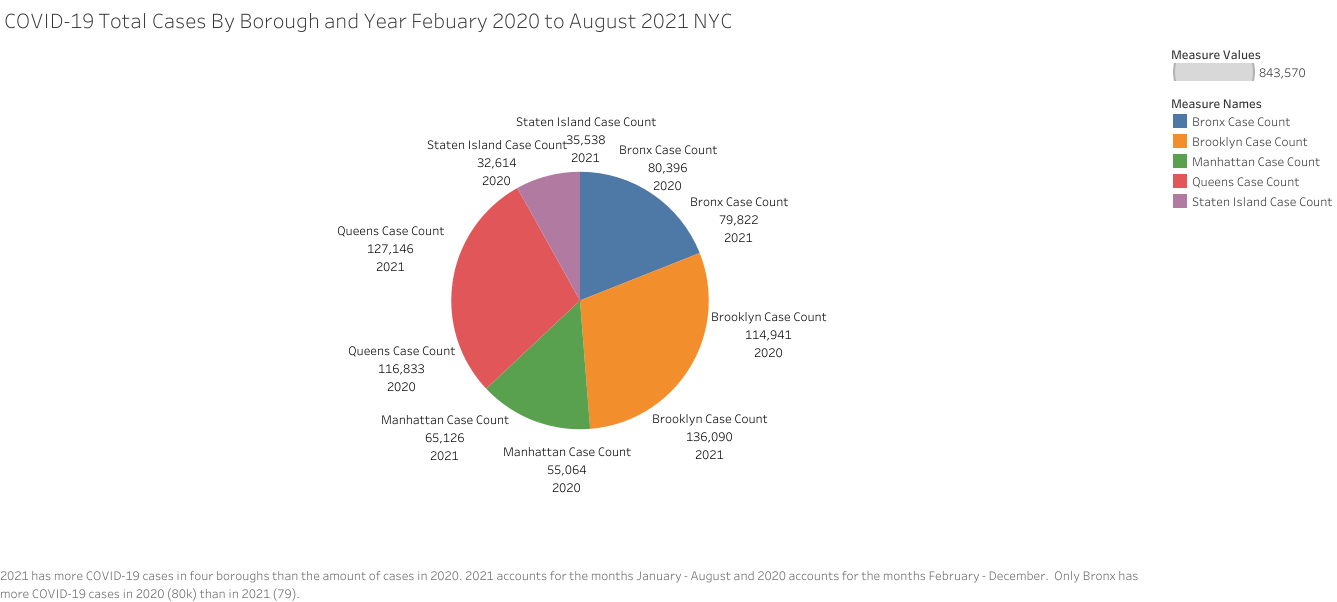 COVID-19 Total Cases By Borough and Year Febuary 2020 to August 2021 NYC
Measure Values
843,570
Measure Names
Bronx Case Count
Brooklyn Case Count
Manhattan Case Count
Queens Case Count
Staten Island Case Count
Staten Island Case Count
35,538
2021
Staten Island Case Count
32,614
2020
Bronx Case Count
80,396
2020
Bronx Case Count
79,822
2021
Queens Case Count
127,146
2021
Brooklyn Case Count
114,941
2020
Queens Case Count
116,833
2020
Manhattan Case Count
65,126
2021
Brooklyn Case Count
136,090
2021
Manhattan Case Count
55,064
2020
2021 has more COVID-19 cases in four boroughs than the amount of cases in 2020. 2021 accounts for the months January - August and 2020 accounts for the months February - December.  Only Bronx has
more COVID-19 cases in 2020 (80k) than in 2021 (79).